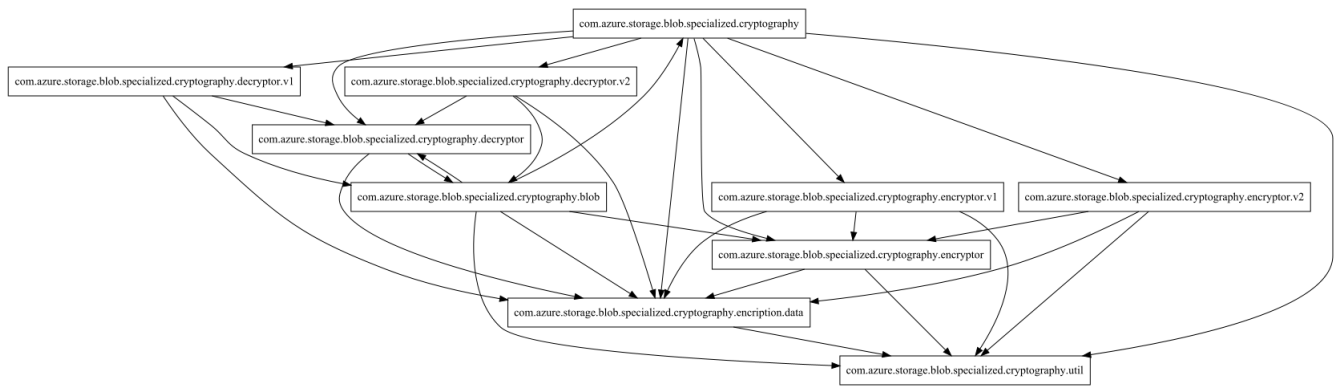 com.azure.storage.blob.specialized.cryptography
com.azure.storage.blob.specialized.cryptography.decryptor.v1
com.azure.storage.blob.specialized.cryptography.decryptor.v2
com.azure.storage.blob.specialized.cryptography.decryptor
com.azure.storage.blob.specialized.cryptography.blob
com.azure.storage.blob.specialized.cryptography.encryptor.v1
com.azure.storage.blob.specialized.cryptography.encryptor.v2
com.azure.storage.blob.specialized.cryptography.encryptor
com.azure.storage.blob.specialized.cryptography.encription.data
com.azure.storage.blob.specialized.cryptography.util